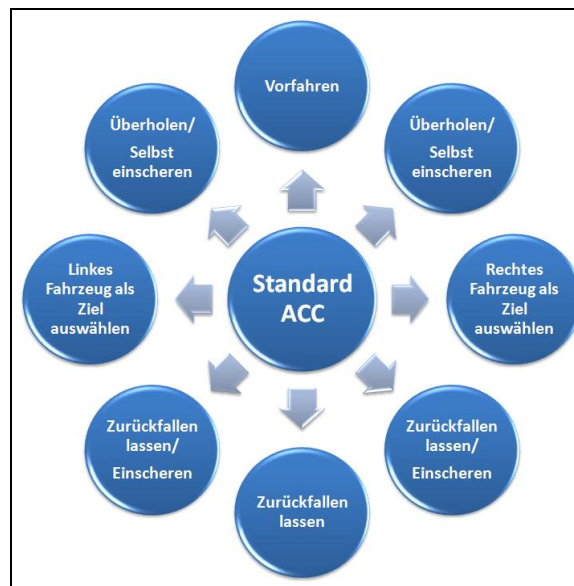 Vorfahren
Überholen/
Selbst
einscheren
Überholen/
Selbst
einscheren
Linkes
Fahrzeug als
Ziel
auswählen
Standard
ACC
Rechtes
Fahrzeug als
Ziel
auswählen
Zurückfallen
lassen/
Einscheren
Zurückfallen
lassen/
Einscheren
Zurückfallen
lassen